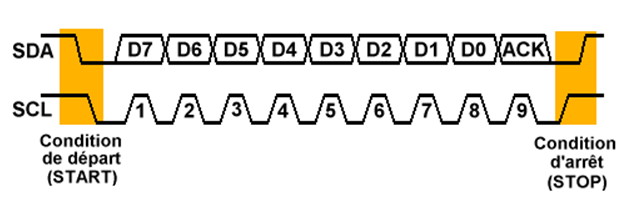 SDA D7 D6 D5 D4 D3 D2 D1 D0 ACK
SCL 1 2 3 4 5 6 7 8 9
Condition
de départ
(START)
Condition
d'arrêt
(STOP)